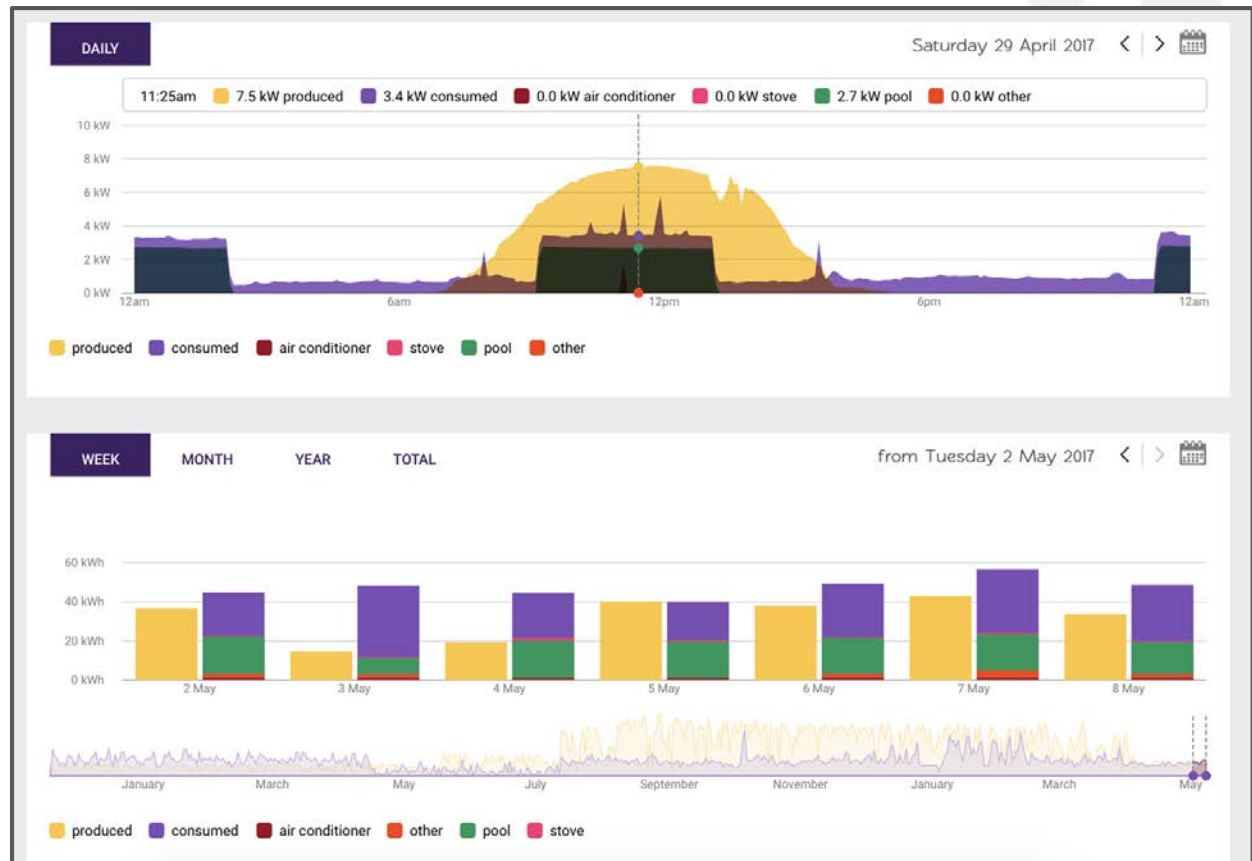 DAILY
Saturday 29 April 2017
11:25am 7.5 kW produced 3.4 kW consumed 0.0 kW air conditioner 0.0 kW stove 2.7 kW pool 0.0 kW other
10 kW
8 kW
6 kW
4 kW
2 kW
0 kW
12am 6am 12pm 6pm 12am
produced consumed air conditioner stove pool other
WEEK MONTH YEAR TOTAL
from Tuesday 2 May 2017
60 kWh
40 kWh
20 kWh
0 kWh
2 May 3 May 4 May 5 May 6 May 7 May 8 May
January March May July September November January March May
produced consumed air conditioner other pool stove